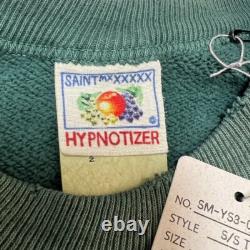 SAINT Mxxxxxx
HYPNOTIZER
2
NO. SM-YS3-0
STYLE S/S
SIZE